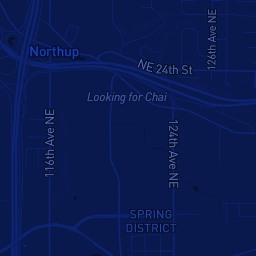 126th Ave NE
Northup
NE 24th St
Looking for Chai
116th Ave NE
124th Ave NE
SPRING
DISTRICT